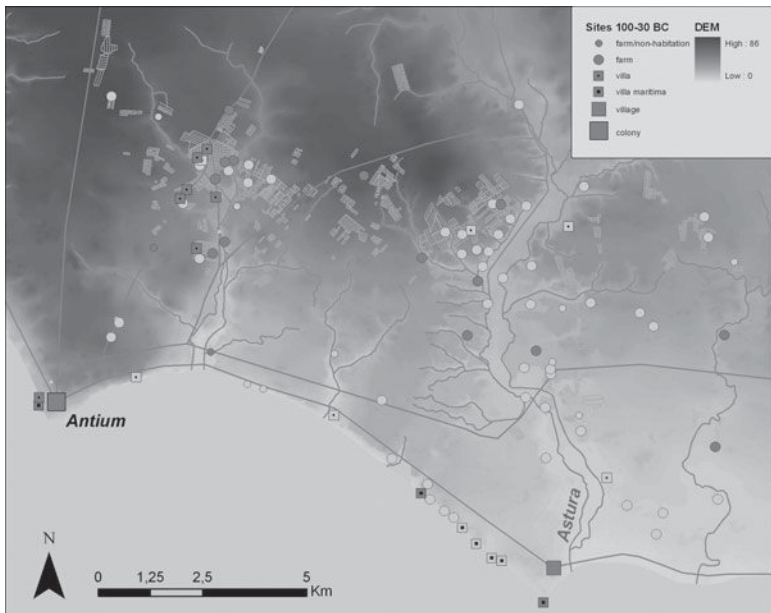 Sites 100-30 BC
farm/non-habitation
farm
villa
villa maritima
village
colony
DEM
High : 86
Low : 0
Antium
Astura
N
0 1,25 2,5 5
Km